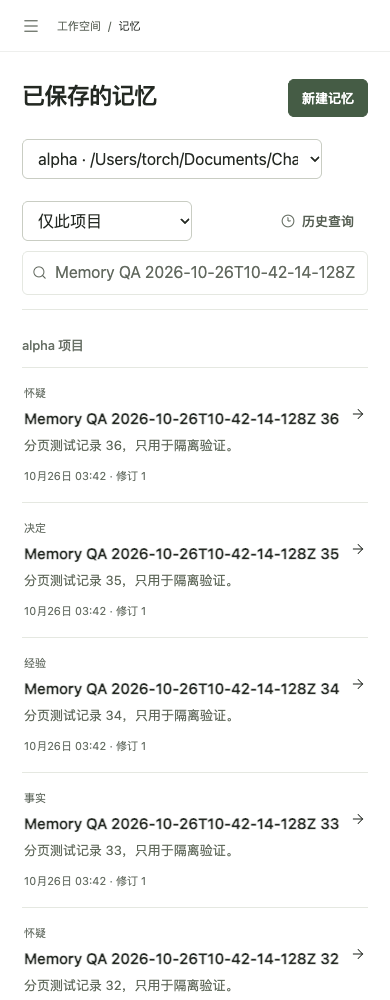 工作空间 / 记忆
已保存的记忆
新建记忆
alpha · /Users/torch/Documents/Cha
仅此项目
历史查询
Memory QA 2026-10-26T10-42-14-128Z
alpha 项目
怀疑
Memory QA 2026-10-26T10-42-14-128Z 36
分页测试记录 36，只用于隔离验证。
10月26日 03:42 · 修订 1
决定
Memory QA 2026-10-26T10-42-14-128Z 35
分页测试记录 35，只用于隔离验证。
10月26日 03:42 · 修订 1
经验
Memory QA 2026-10-26T10-42-14-128Z 34
分页测试记录 34，只用于隔离验证。
10月26日 03:42 · 修订 1
事实
Memory QA 2026-10-26T10-42-14-128Z 33
分页测试记录 33，只用于隔离验证。
10月26日 03:42 · 修订 1
怀疑
Memory QA 2026-10-26T10-42-14-128Z 32
分页测试记录 32，只用于隔离验证。